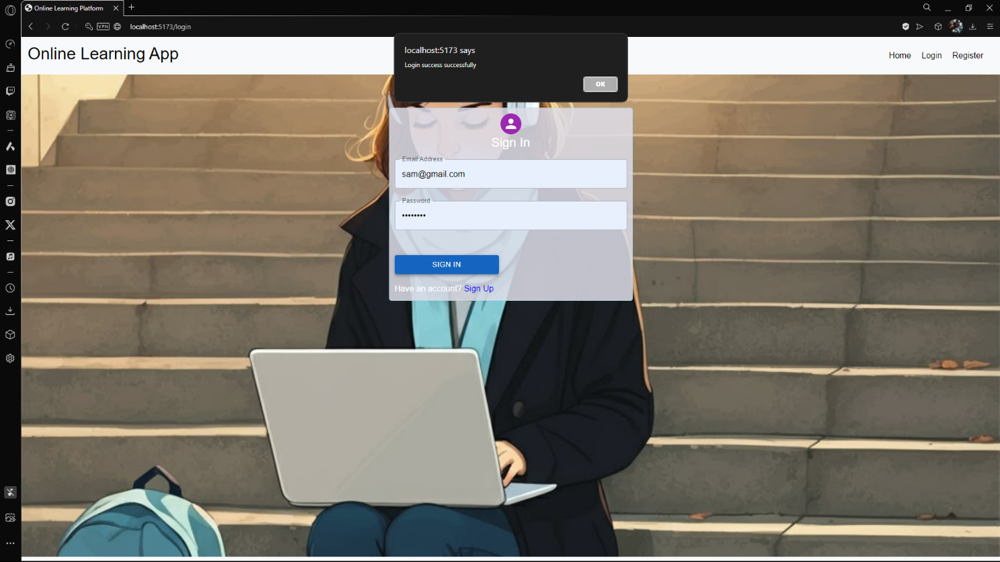 Online Learning Platform
VPN
localhost:5173/login
Online Learning App
Home Login Register
localhost:5173 says
Login success successfully
OK
Sign In
Email Address
sam@gmail.com
Password
••••••••
SIGN IN
Have an account? Sign Up